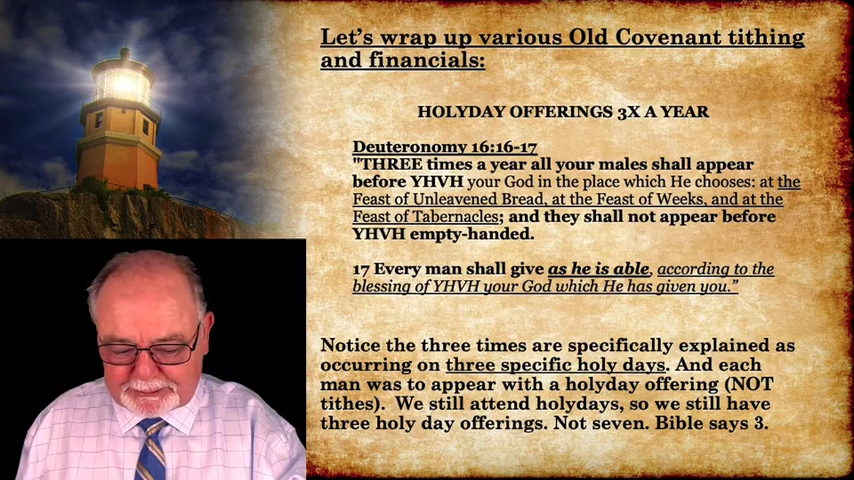 Let’s wrap up various Old Covenant tithing
and financials:
HOLYDAY OFFERINGS 3X A YEAR
Deuteronomy 16:16-17
"THREE times a year all your males shall appear
before YHVH your God in the place which He chooses: at the
Feast of Unleavened Bread, at the Feast of Weeks, and at the
Feast of Tabernacles; and they shall not appear before
YHVH empty-handed.
17 Every man shall give as he is able, according to the
blessing of YHVH your God which He has given you.”
Notice the three times are specifically explained as
occurring on three specific holy days. And each
man was to appear with a holyday offering (NOT
tithes).  We still attend holydays, so we still have
three holy day offerings. Not seven. Bible says 3.